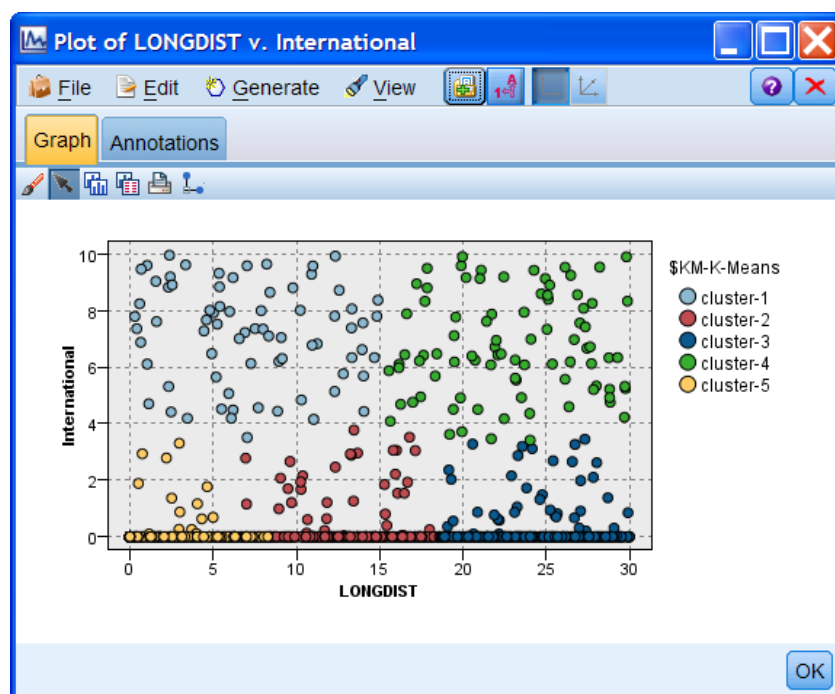 Plot of LONGDIST v. International
File Edit Generate View
Graph Annotations
10
8
6
4
2
0
International
0 5 10 15 20 25 30
LONGDIST
$KM-K-Means
cluster-1
cluster-2
cluster-3
cluster-4
cluster-5
OK